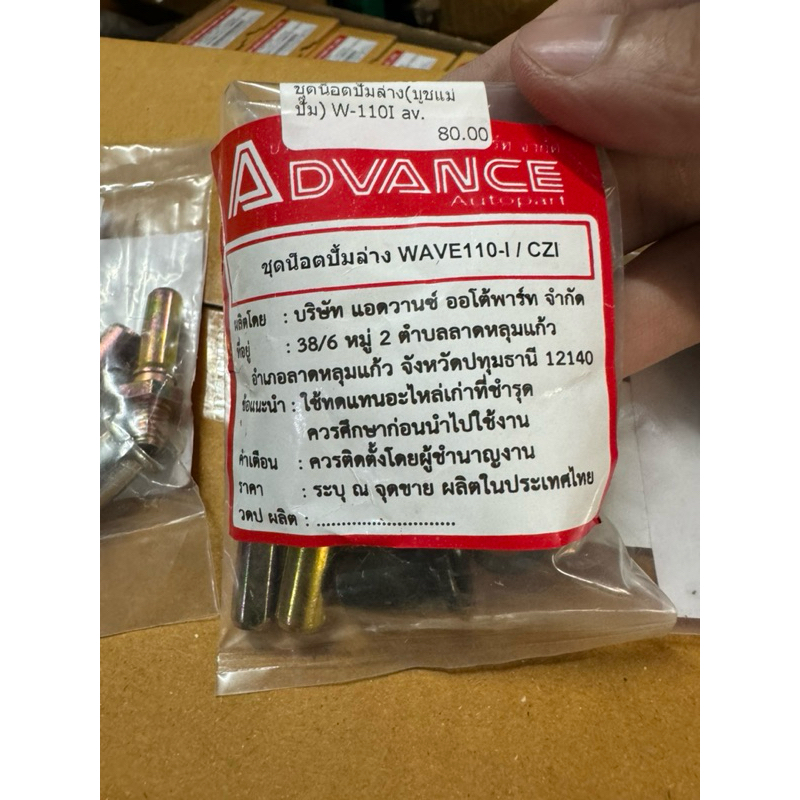 ชุดน๊อตปั๊มล่าง(บูชแม่
ปั๊ม) W-110I av.
80.00
ADVANCE
Autopart
ชุดน๊อตปั้มล่าง WAVE110-I / CZI
ผลิตโดย : บริษัท แอดวานซ์ ออโต้พาร์ท จำกัด
ที่อยู่ : 38/6 หมู่ 2 ตำบลลาดหลุมแก้ว
อำเภอลาดหลุมแก้ว จังหวัดปทุมธานี 12140
ข้อแนะนำ : ใช้ทดแทนอะไหล่เก่าที่ชำรุด
ควรศึกษาก่อนนำไปใช้งาน
คำเตือน : ควรติดตั้งโดยผู้ชำนาญงาน
ราคา : ระบุ ณ จุดขาย ผลิตในประเทศไทย
วดป ผลิต : ............................